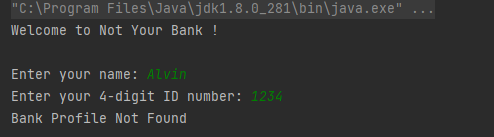 "C:\Program Files\Java\jdk1.8.0_281\bin\java.exe" ...
Welcome to Not Your Bank !
Enter your name: Alvin
Enter your 4-digit ID number: 1234
Bank Profile Not Found